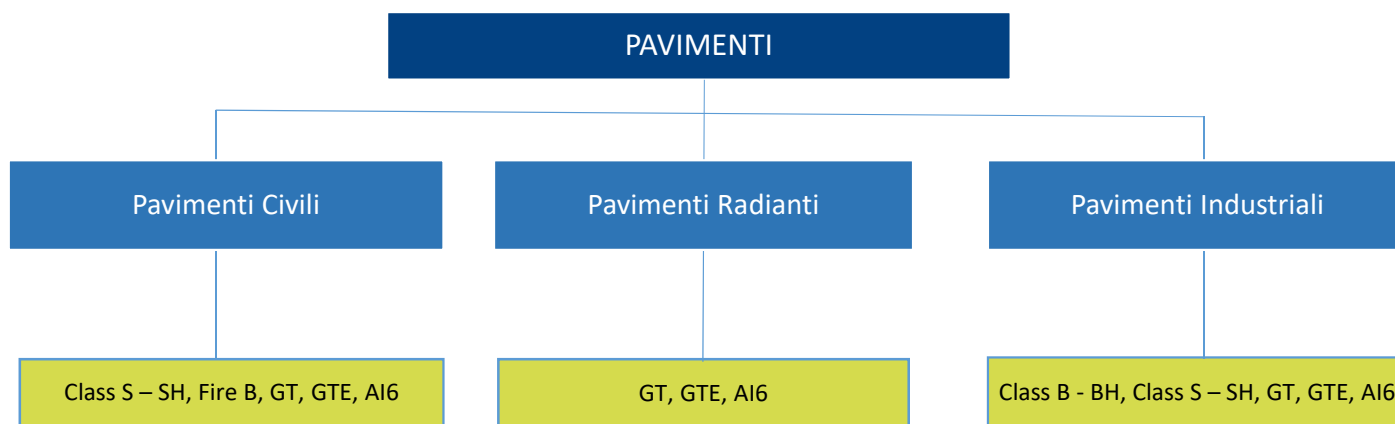 PAVIMENTI
Pavimenti Civili
Pavimenti Radianti
Pavimenti Industriali
Class S – SH, Fire B, GT, GTE, AI6
GT, GTE, AI6
Class B - BH, Class S – SH, GT, GTE, AI6